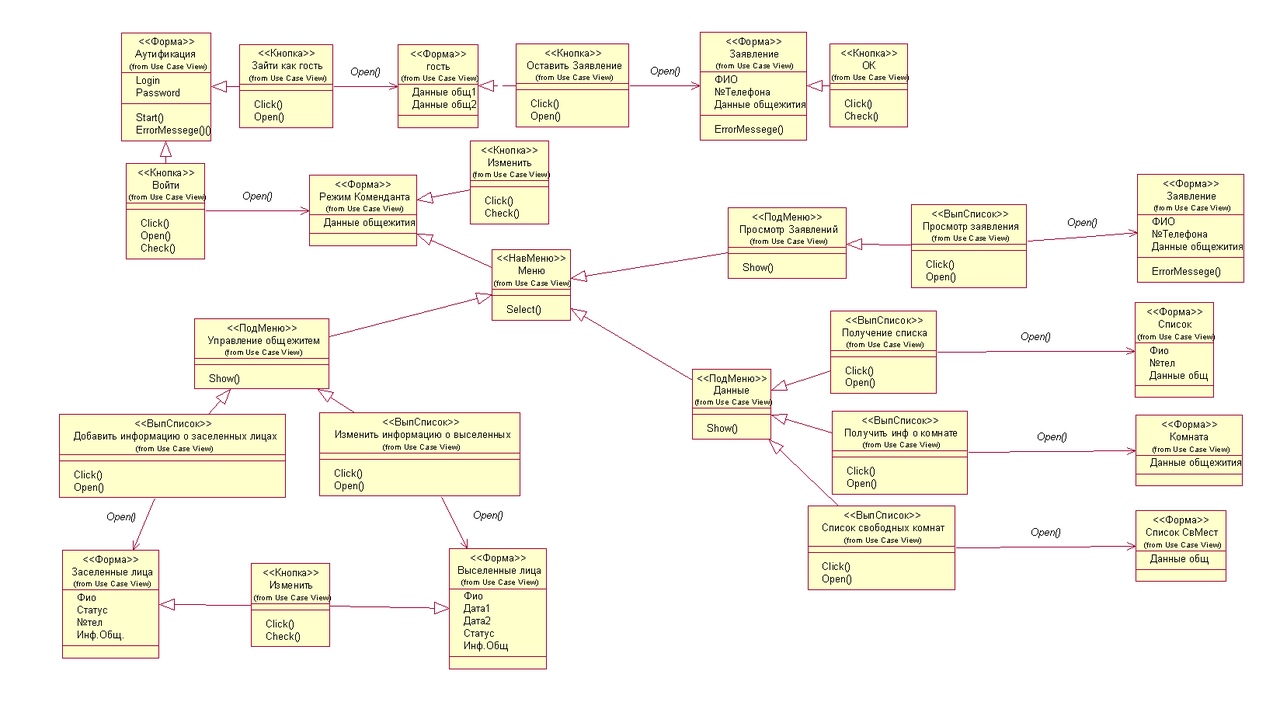 <<Форма>>
Аутификация
(from Use Case View)
Login
Password
Start()
ErrorMessege()()
<<Кнопка>>
Зайти как гость
(from Use Case View)
Click()
Open()
Open()
<<Форма>>
гость
(from Use Case View)
Данные общ1
Данные общ2
<<Кнопка>>
Оставить Заявление
(from Use Case View)
Click()
Open()
Open()
<<Форма>>
Заявление
(from Use Case View)
ФИО
№Телефона
Данные общежития
ErrorMessege()
<<Кнопка>>
ОК
(from Use Case View)
Click()
Check()
<<Кнопка>>
Войти
(from Use Case View)
Click()
Open()
Check()
Open()
<<Форма>>
Режим Коменданта
(from Use Case View)
Данные общежития
<<Кнопка>>
Изменить
(from Use Case View)
Click()
Check()
<<НавМеню>>
Меню
(from Use Case View)
Select()
<<ПодМеню>>
Просмотр Заявлений
(from Use Case View)
Show()
<<ВыпСписок>>
Просмотр заявления
(from Use Case View)
Click()
Open()
Open()
<<Форма>>
Заявление
(from Use Case View)
ФИО
№Телефона
Данные общежития
ErrorMessege()
<<ПодМеню>>
Управление общежитем
(from Use Case View)
Show()
<<ПодМеню>>
Данные
(from Use Case View)
Show()
<<ВыпСписок>>
Получение списка
(from Use Case View)
Click()
Open()
Open()
<<Форма>>
Список
(from Use Case View)
Фио
№тел
Данные общ
<<ВыпСписок>>
Получить инф о комнате
(from Use Case View)
Click()
Open()
Open()
<<Форма>>
Комната
(from Use Case View)
Данные общежития
<<ВыпСписок>>
Список свободных комнат
(from Use Case View)
Click()
Open()
Open()
<<Форма>>
Список СвМест
(from Use Case View)
Данные общ
<<ВыпСписок>>
Добавить информацию о заселенных лицах
(from Use Case View)
Click()
Open()
<<ВыпСписок>>
Изменить информацию о выселенных
(from Use Case View)
Click()
Open()
Open()
Open()
<<Форма>>
Заселенные лица
(from Use Case View)
Фио
Статус
№тел
Инф.Общ.
<<Кнопка>>
Изменить
(from Use Case View)
Click()
Check()
<<Форма>>
Выселенные лица
(from Use Case View)
Фио
Дата1
Дата2
Статус
Инф.Общ